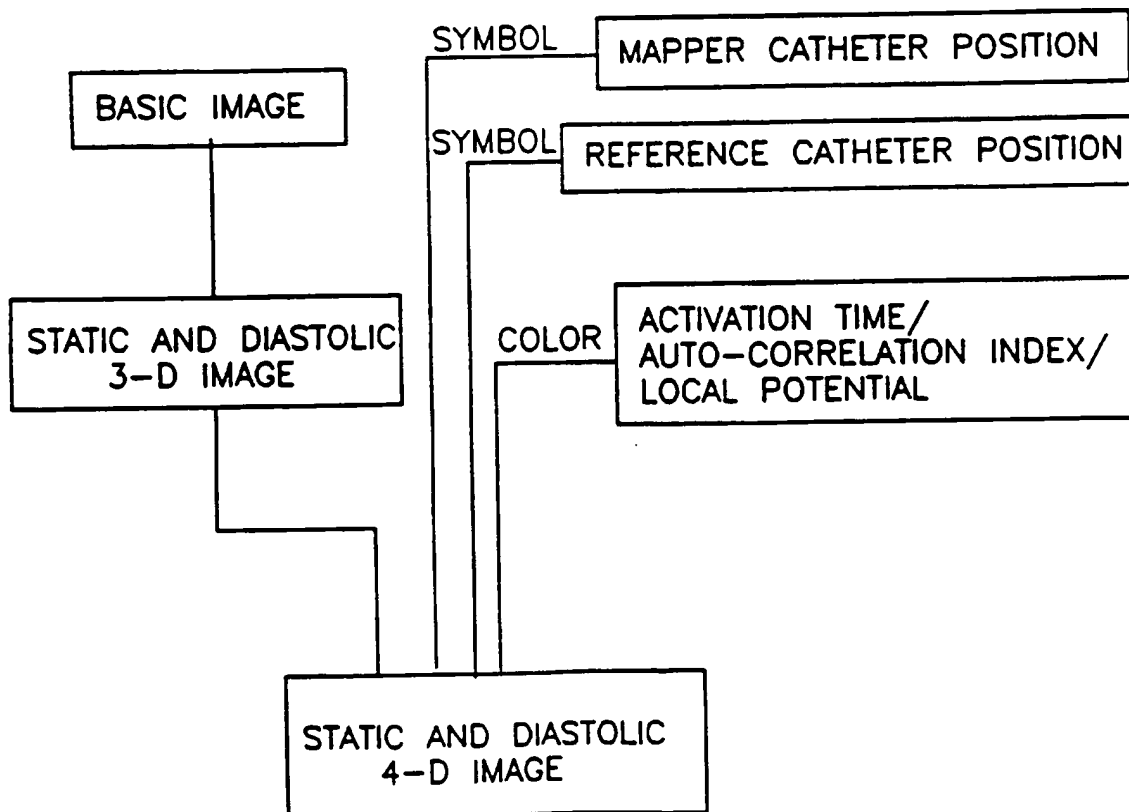 SYMBOL
MAPPER CATHETER POSITION
BASIC IMAGE
SYMBOL
REFERENCE CATHETER POSITION
STATIC AND DIASTOLIC
3-D IMAGE
COLOR
ACTIVATION TIME/
AUTO-CORRELATION INDEX/
LOCAL POTENTIAL
STATIC AND DIASTOLIC
4-D IMAGE